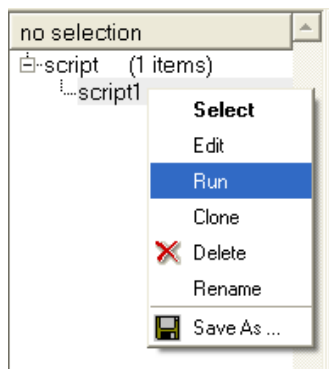 no selection
script (1 items)
script1
Select
Edit
Run
Clone
Delete
Rename
Save As ...